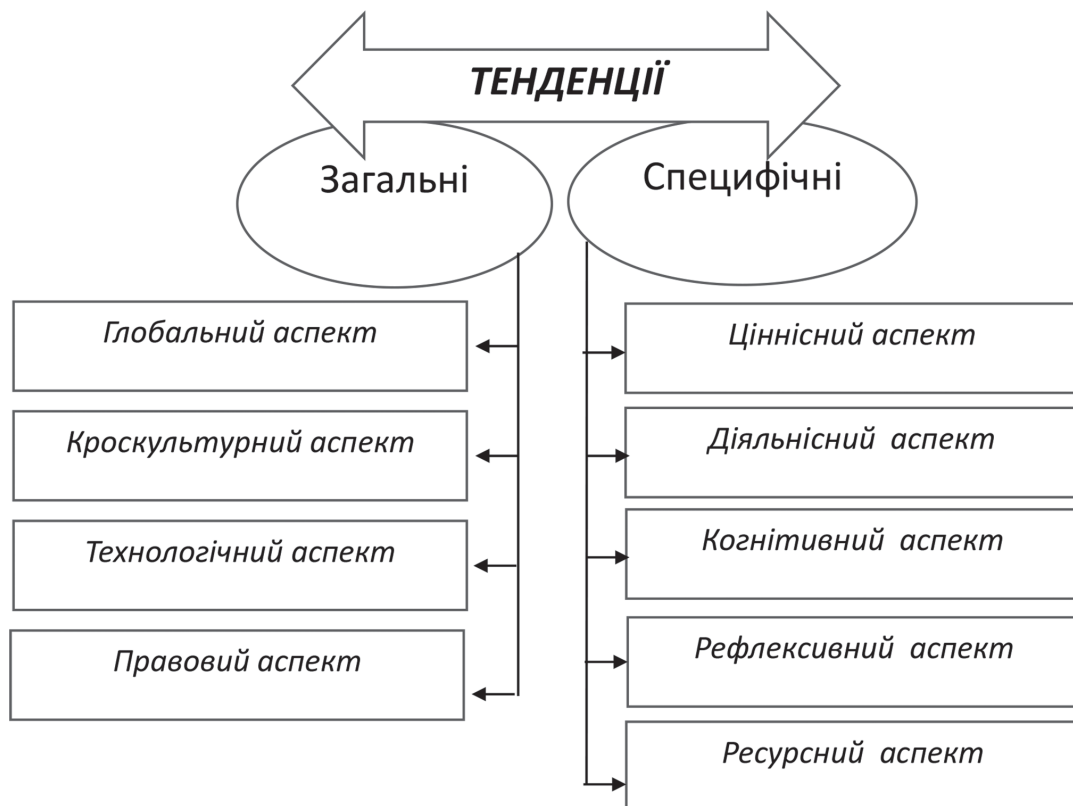 ТЕНДЕНЦІЇ
Загальні
Специфічні
Глобальний аспект
Кроскультурний аспект
Технологічний аспект
Правовий аспект
Ціннісний аспект
Діяльнісний аспект
Когнітивний аспект
Рефлексивний аспект
Ресурсний аспект